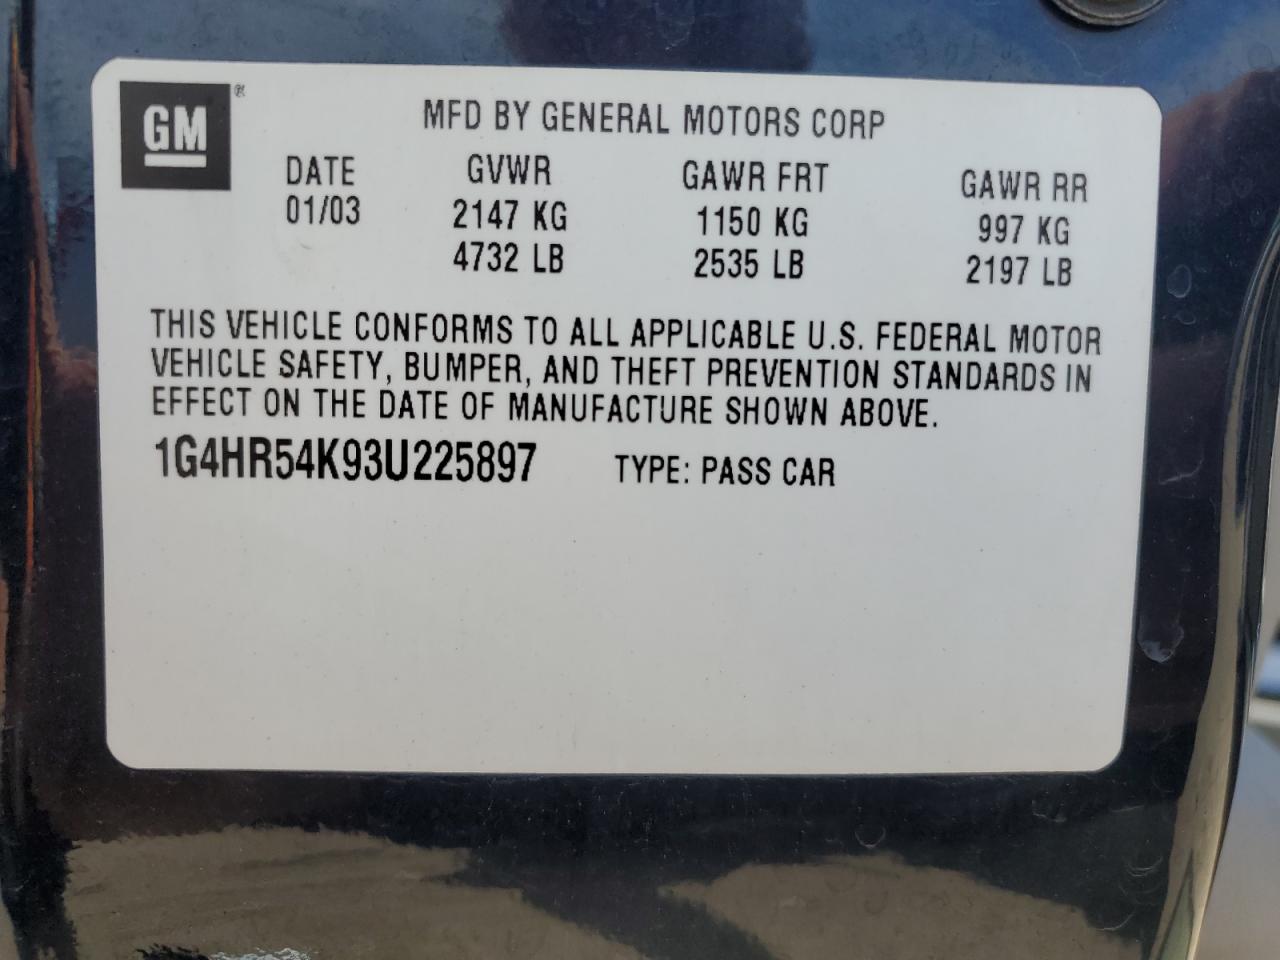 GM®
MFD BY GENERAL MOTORS CORP
DATE GVWR GAWR FRT GAWR RR
01/03 2147 KG 1150 KG 997 KG
4732 LB 2535 LB 2197 LB
THIS VEHICLE CONFORMS TO ALL APPLICABLE U.S. FEDERAL MOTOR
VEHICLE SAFETY, BUMPER, AND THEFT PREVENTION STANDARDS IN
EFFECT ON THE DATE OF MANUFACTURE SHOWN ABOVE.
1G4HR54K93U225897 TYPE: PASS CAR